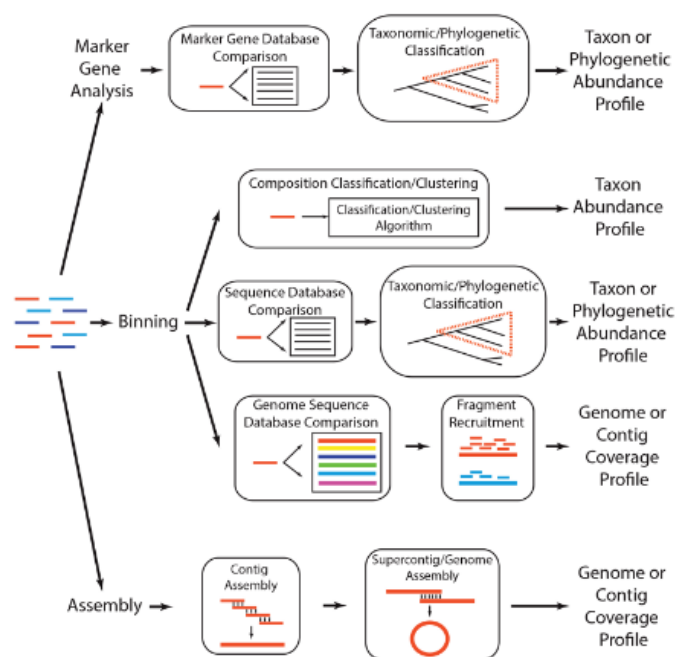 Marker
Gene
Analysis
Marker Gene Database
Comparison
Taxonomic/Phylogenetic
Classification
Taxon or
Phylogenetic
Abundance
Profile
Composition Classification/Clustering
Classification/Clustering
Algorithm
Taxon
Abundance
Profile
Binning
Sequence Database
Comparison
Taxonomic/Phylogenetic
Classification
Taxon or
Phylogenetic
Abundance
Profile
Genome Sequence
Database Comparison
Fragment
Recruitment
Genome or
Contig
Coverage
Profile
Assembly
Contig
Assembly
Supercontig/Genome
Assembly
Genome or
Contig
Coverage
Profile